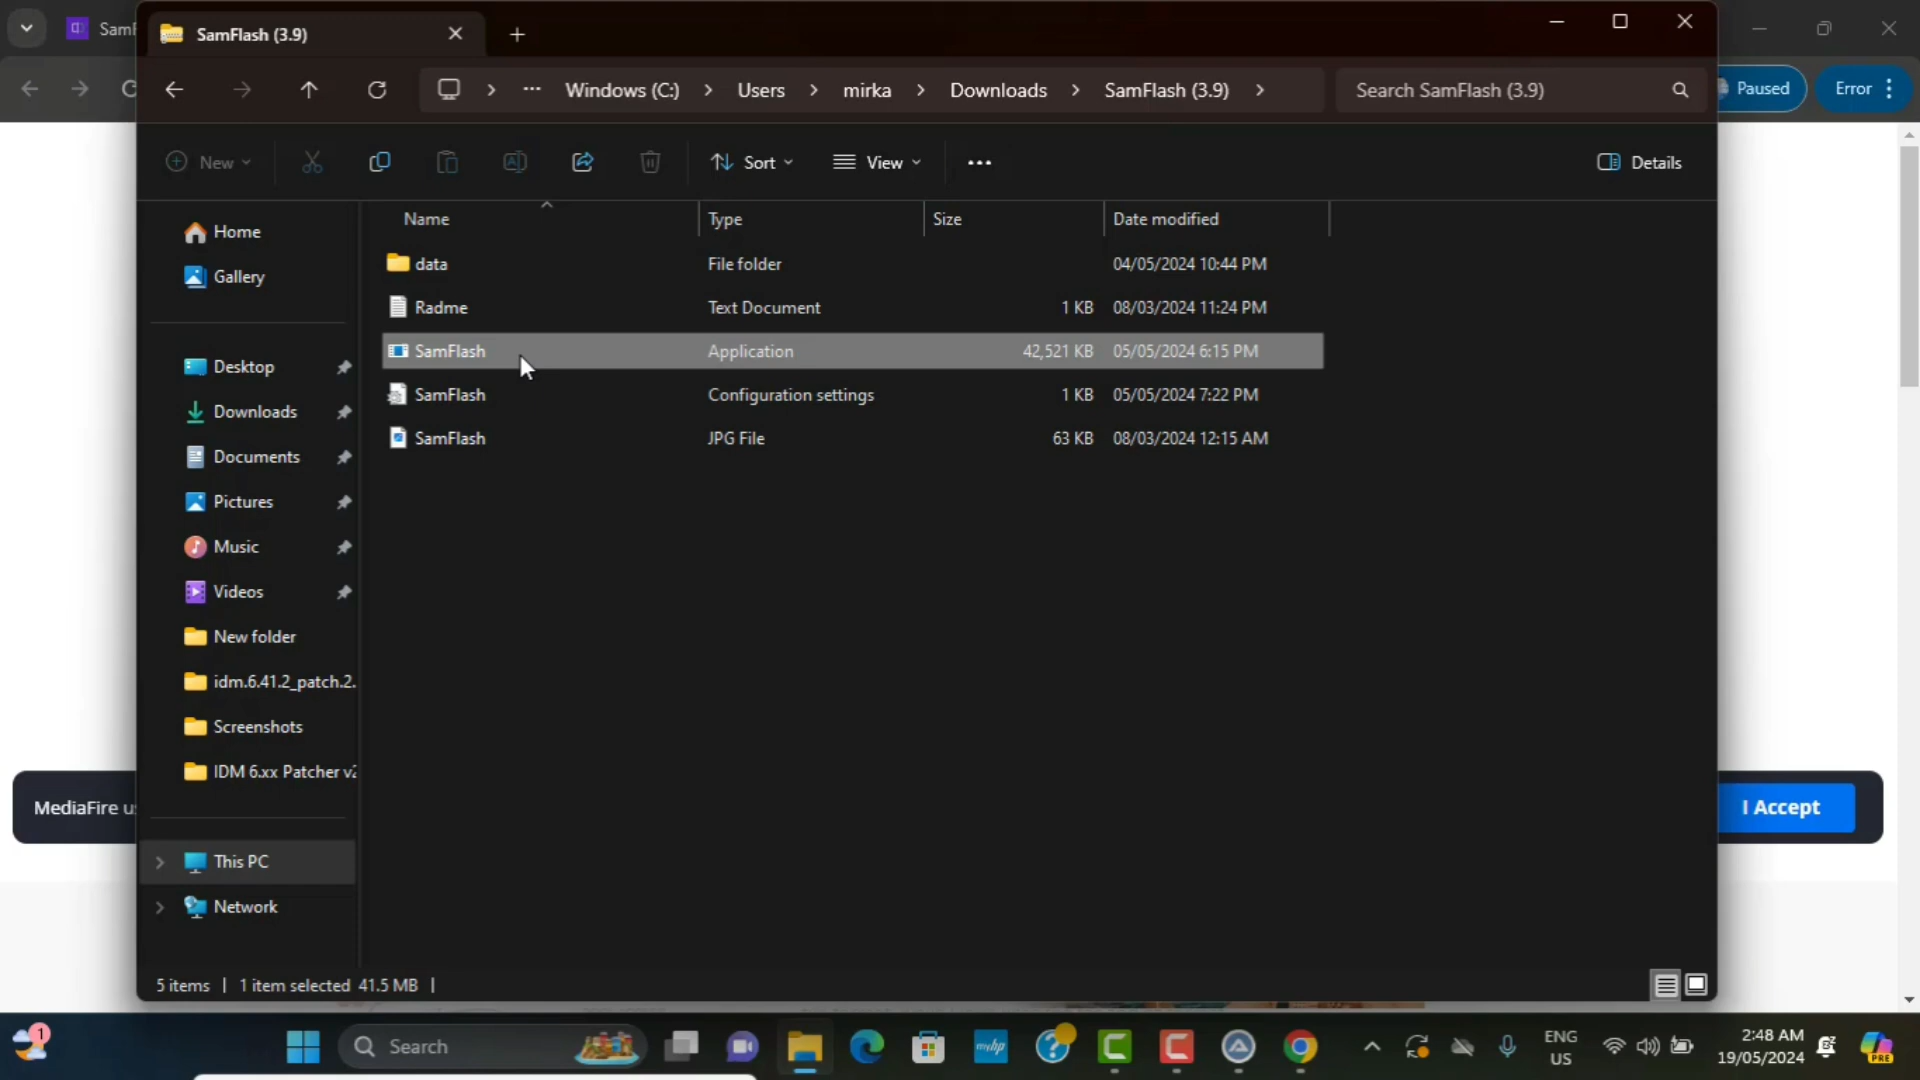 SamF
SamFlash (3.9)
Windows (C:)
Users
mirka
Downloads
SamFlash (3.9)
Search SamFlash (3.9)
Paused
Error
New
Sort
View
Details
Name
Type
Size
Date modified
data
File folder
04/05/2024 10:44 PM
Radme
Text Document
1 KB
08/03/2024 11:24 PM
SamFlash
Application
42,521 KB
05/05/2024 6:15 PM
SamFlash
Configuration settings
1 KB
05/05/2024 7:22 PM
SamFlash
JPG File
63 KB
08/03/2024 12:15 AM
Home
Gallery
Desktop
Downloads
Documents
Pictures
Music
Videos
New folder
idm.6.41.2_patch.2.
Screenshots
IDM 6.xx Patcher v2
This PC
Network
MediaFire us
I Accept
5 items
1 item selected 41.5 MB
1
Search
myhp
PRE
ENG
US
2:48 AM
19/05/2024